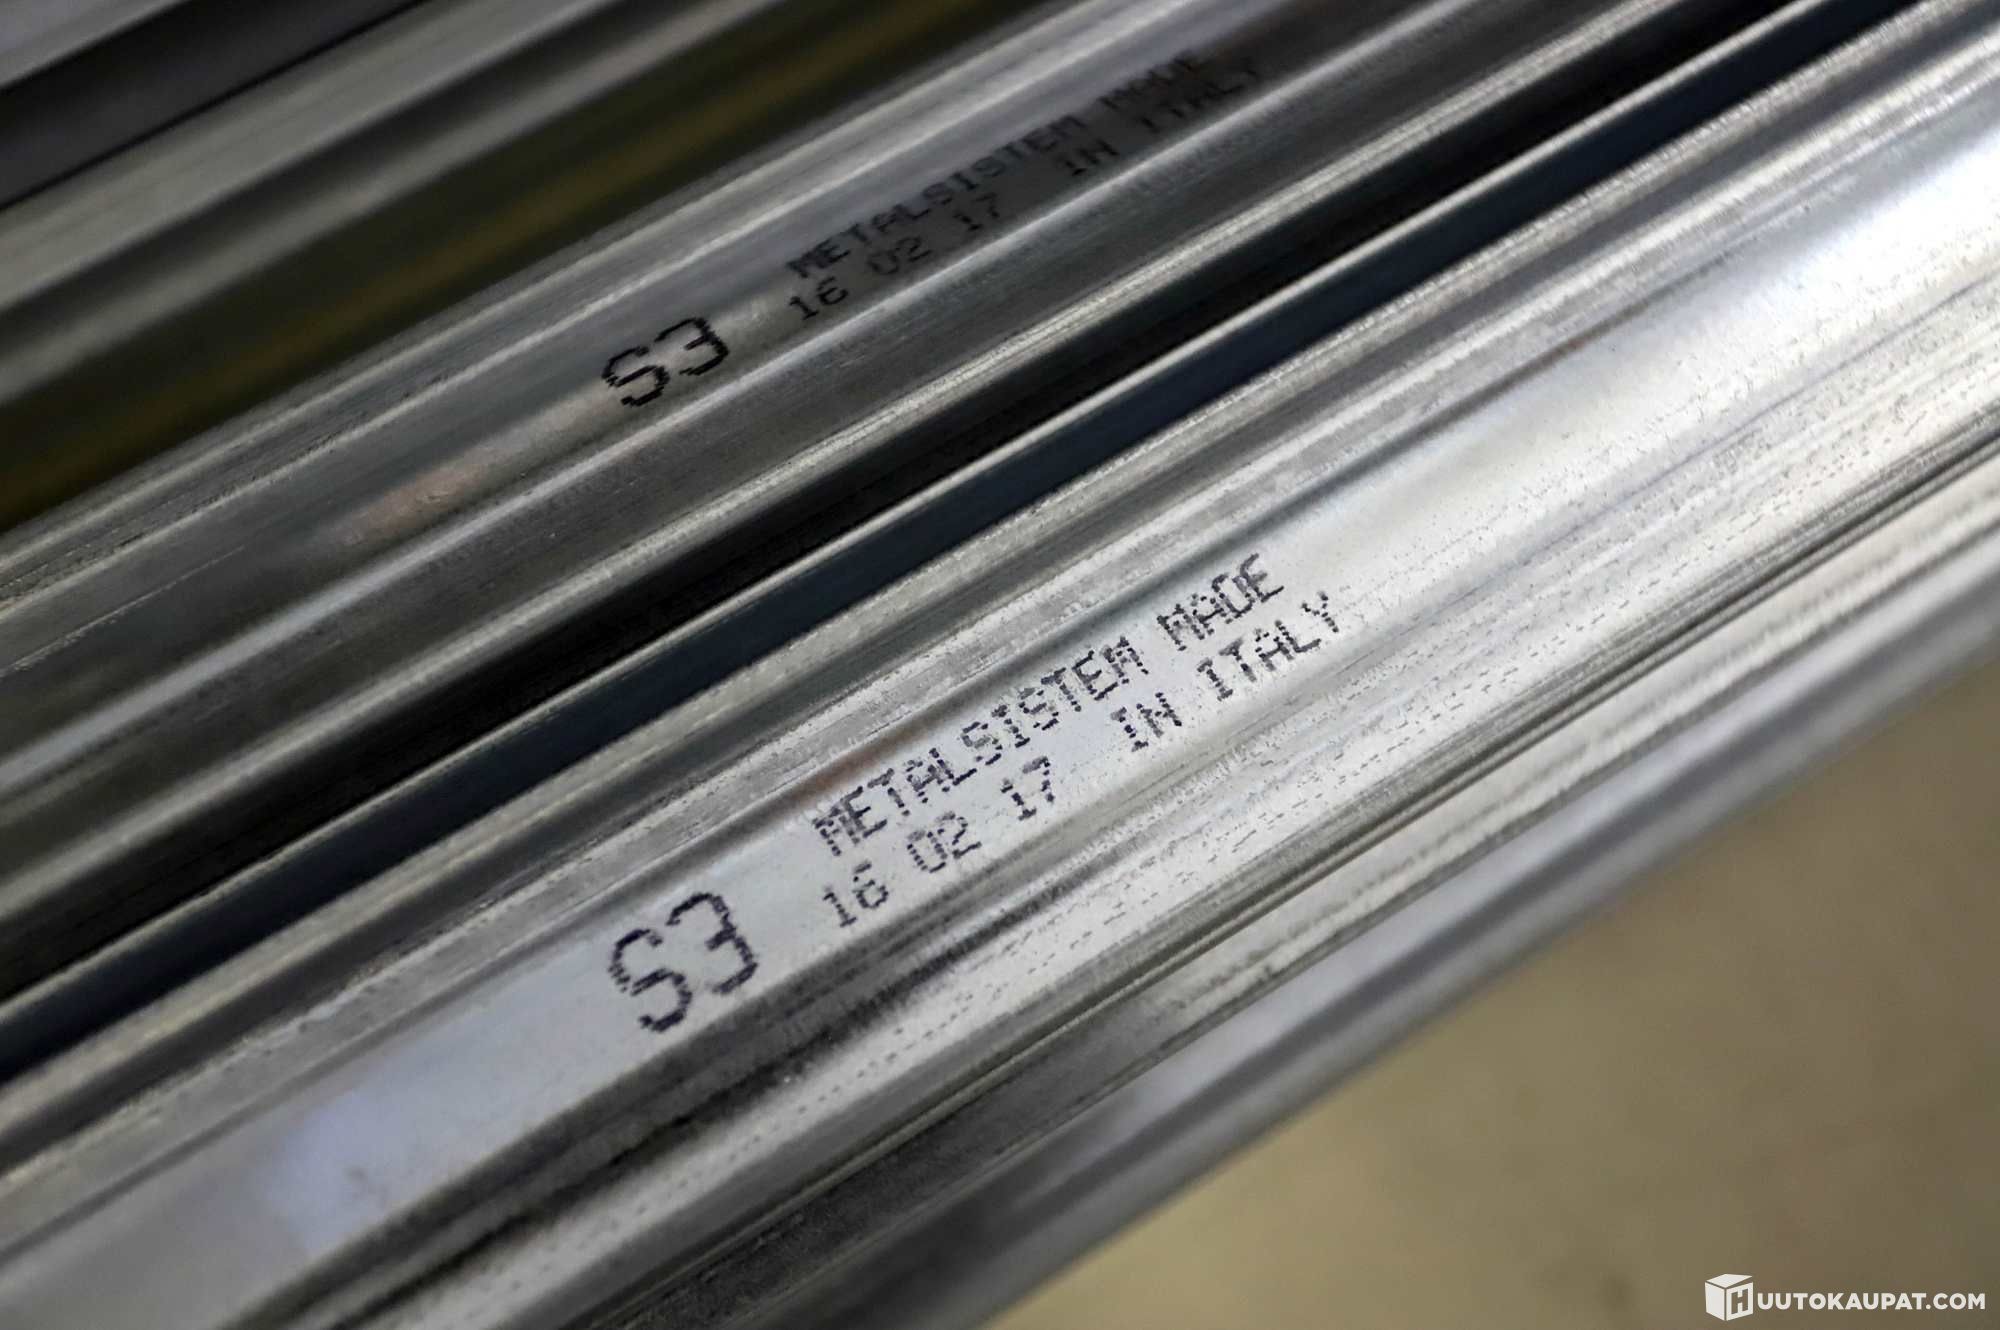 METALSISTEM MADE
16 02 17 IN ITALY
S3
METALSISTEM MADE
16 02 17 IN ITALY
S3
HUUTOKAUPAT.COM